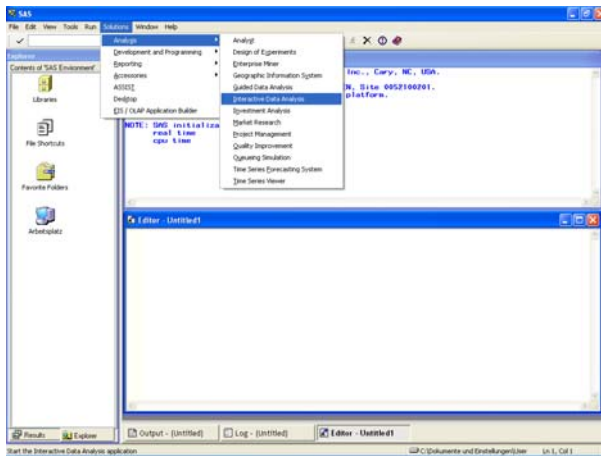 SAS
File Edit View Tools Run Solutions Window Help
Explorer
Contents of 'SAS Environment'
Libraries
File Shortcuts
Favorite Folders
Arbeitsplatz
Analysis
Development and Programming
Reporting
Accessories
ASSIST
Desktop
EIS / OLAP Application Builder
Analyst
Design of Experiments
Enterprise Miner
Geographic Information System
Guided Data Analysis
Interactive Data Analysis
Investment Analysis
Market Research
Project Management
Quality Improvement
Queueing Simulation
Time Series Forecasting System
Time Series Viewer
Inc., Cary, NC, USA.
N, Site 0052100201.
platform.
NOTE: SAS initializa
real time
cpu time
Editor - Untitled1
Results Explorer
Output - (Untitled) Log - (Untitled) Editor - Untitled1
Start the Interactive Data Analysis application
C:\Dokumente und Einstellungen\User Ln 1, Col 1